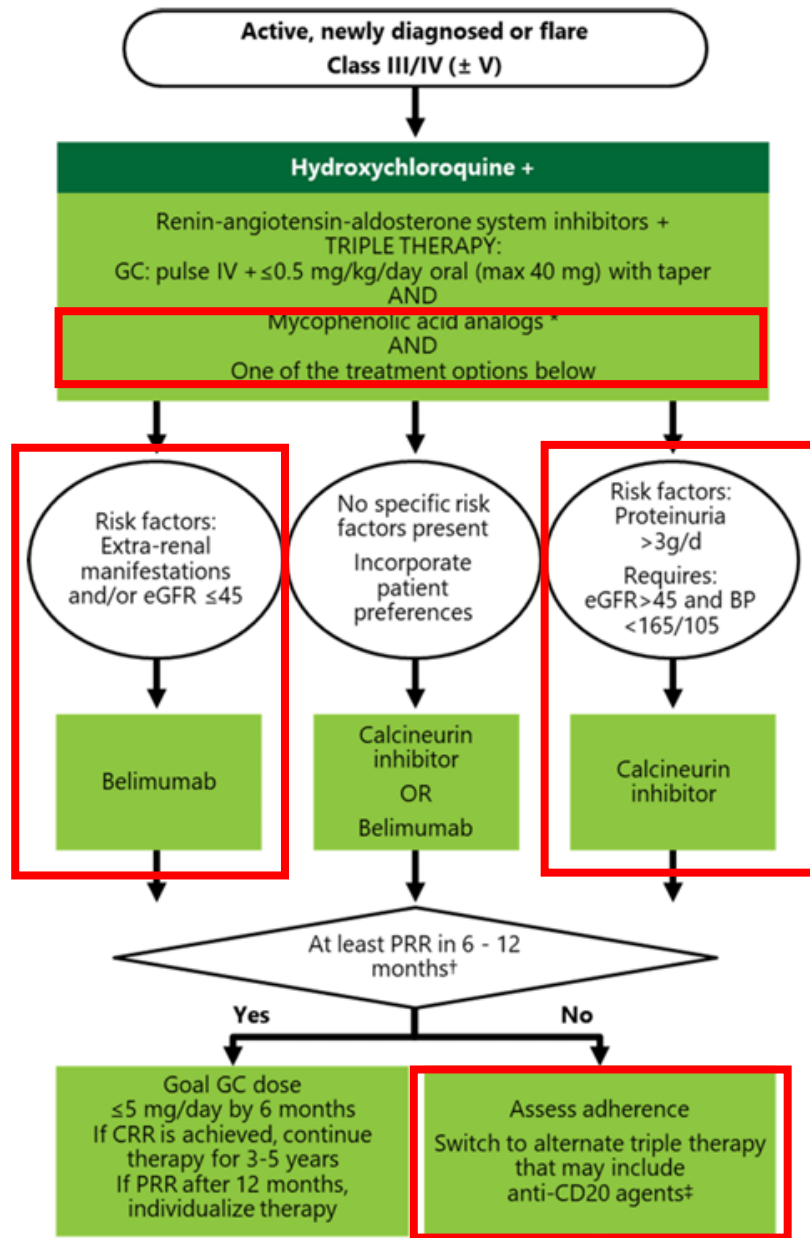 Active, newly diagnosed or flare
Class III/IV (± V)
Hydroxychloroquine +
Renin-angiotensin-aldosterone system inhibitors +
TRIPLE THERAPY:
GC: pulse IV +≤0.5 mg/kg/day oral (max 40 mg) with taper
AND
Mycophenolic acid analogs *
AND
One of the treatment options below
Risk factors:
Extra-renal
manifestations
and/or eGFR ≤45
No specific risk
factors present
Incorporate
patient
preferences
Risk factors:
Proteinuria
>3g/d
Requires:
eGFR>45 and BP
<165/105
Belimumab
Calcineurin
inhibitor
OR
Belimumab
Calcineurin
inhibitor
At least PRR in 6 - 12
months†
Yes
No
Goal GC dose
≤5 mg/day by 6 months
If CRR is achieved, continue
therapy for 3-5 years
If PRR after 12 months,
individualize therapy
Assess adherence
Switch to alternate triple therapy
that may include
anti-CD20 agents‡